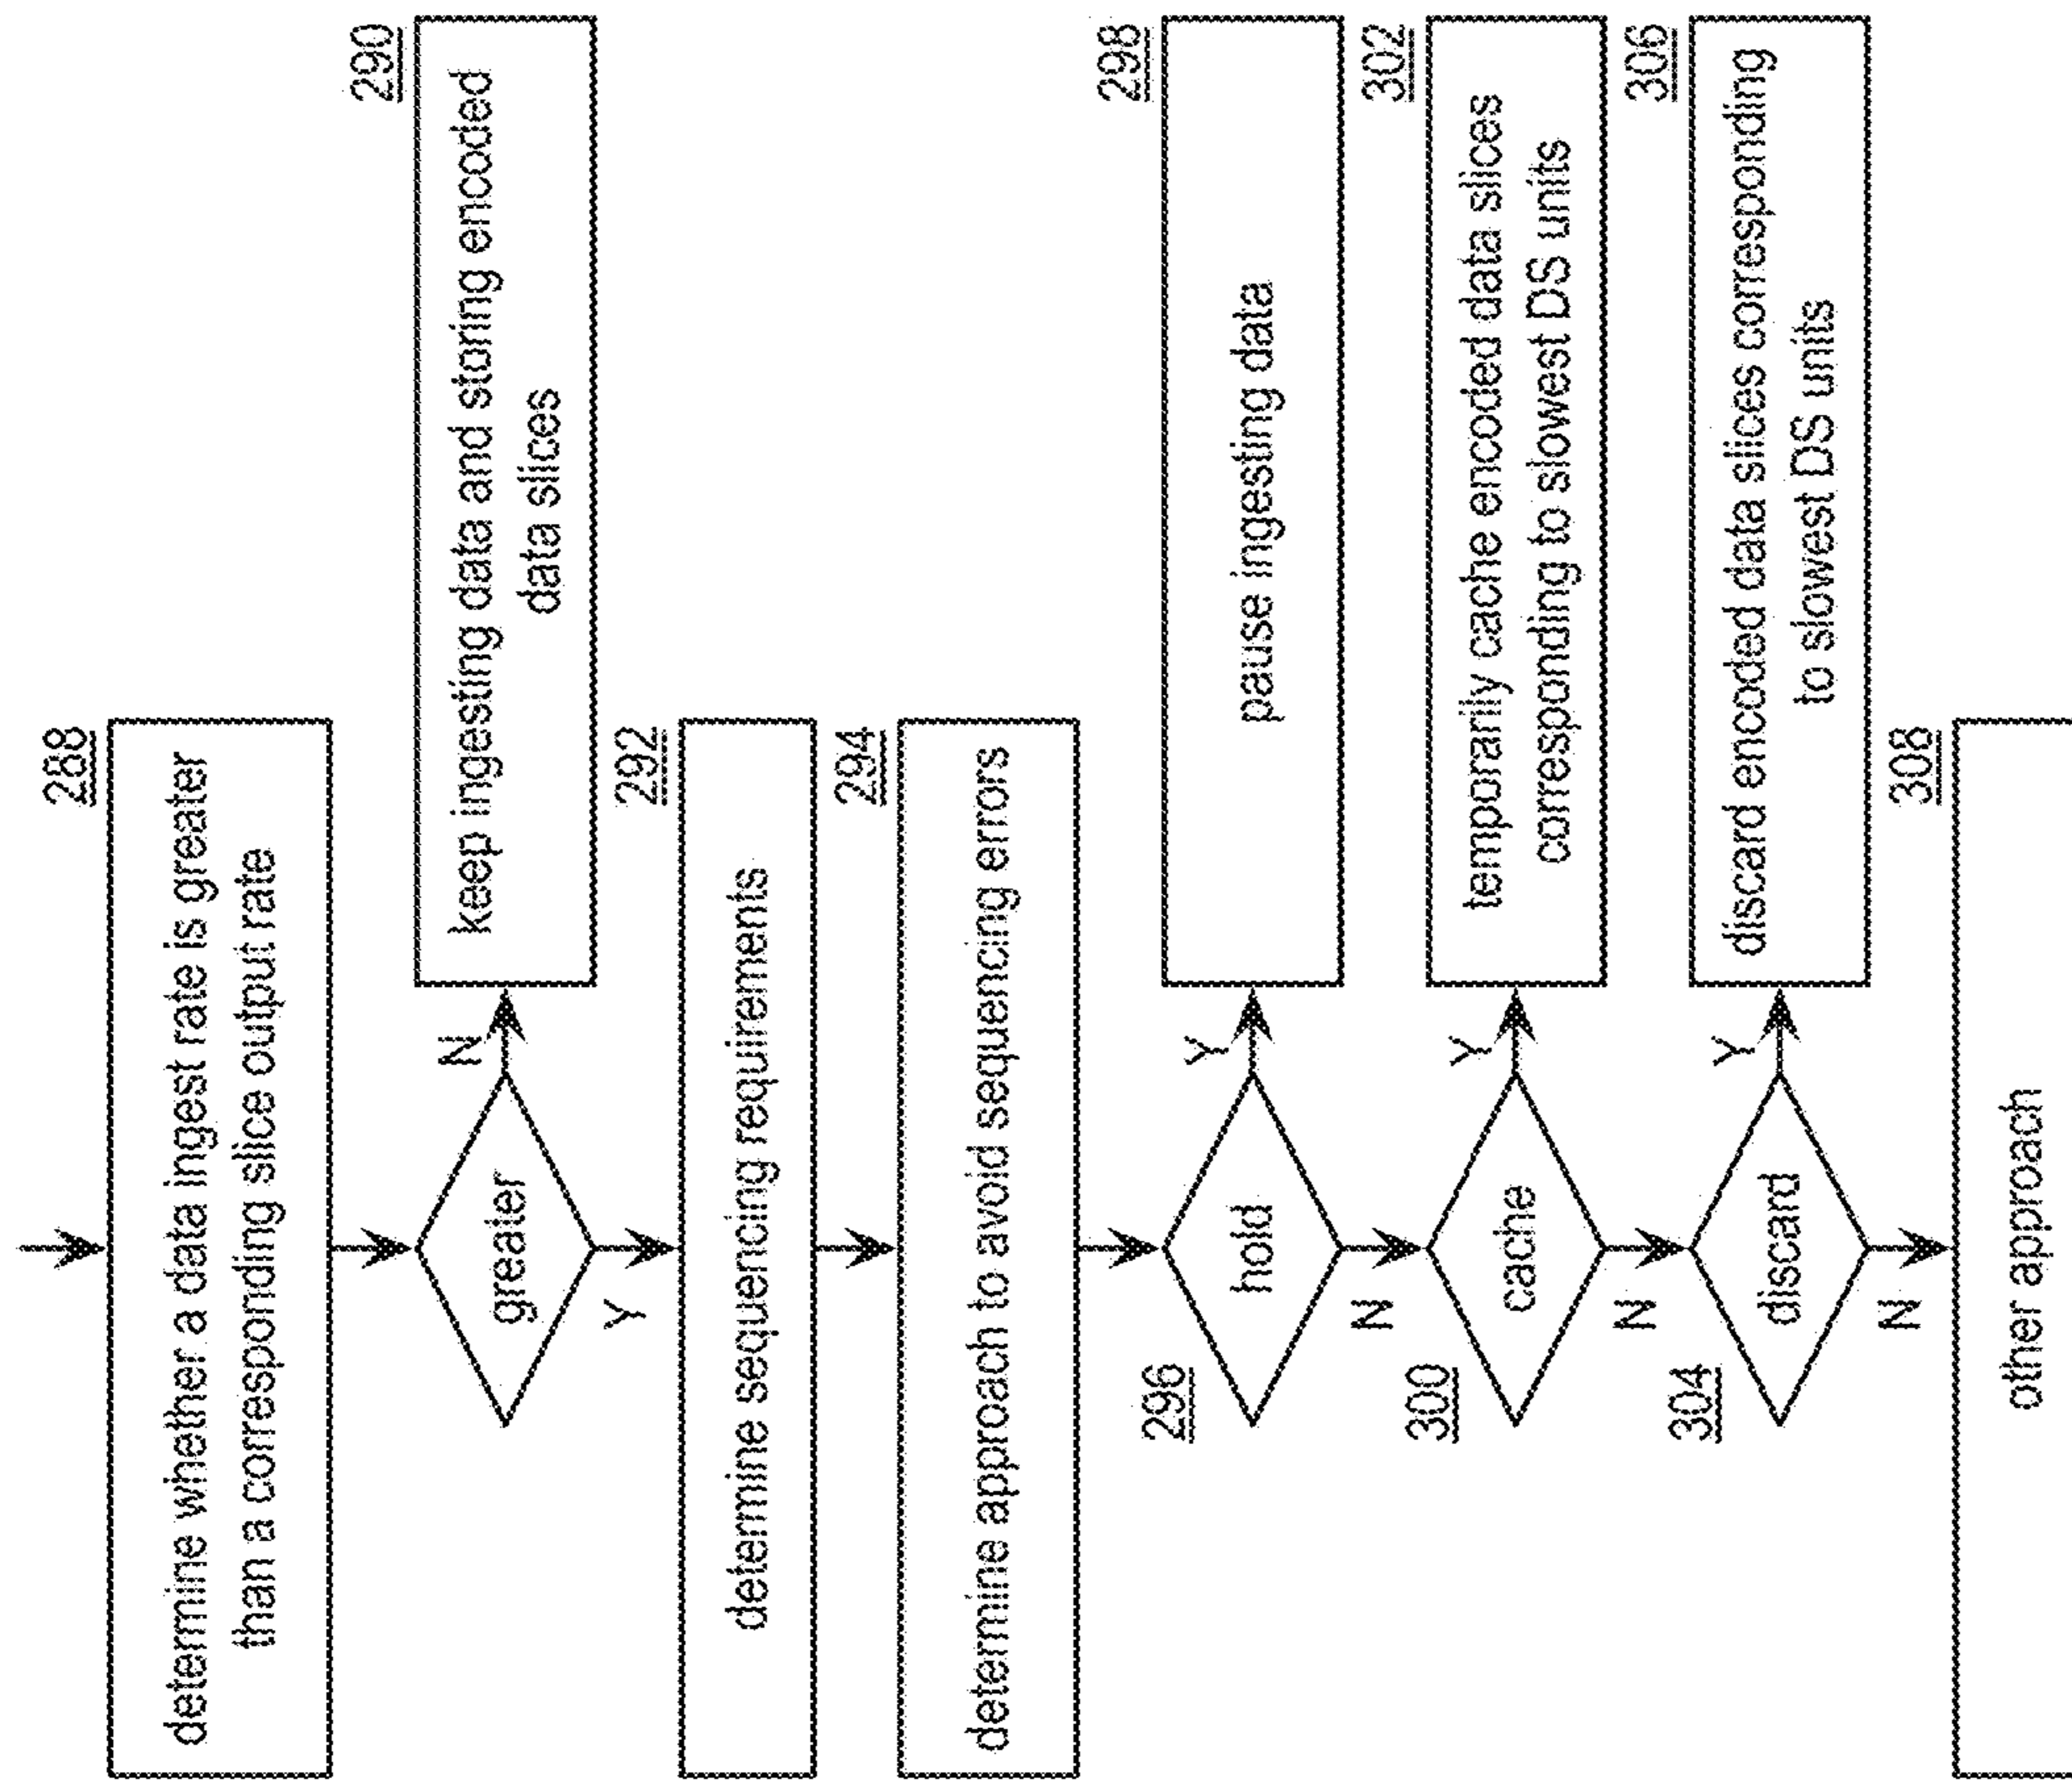 288
determine whether a data ingest rate is greater
than a corresponding slice output rate
greater
N
290
keep ingesting data and storing encoded
data slices
Y
292
determine sequencing requirements
294
determine approach to avoid sequencing errors
296
hold
Y
298
pause ingesting data
N
300
cache
Y
302
temporarily cache encoded data slices
corresponding to slowest DS units
N
304
discard
Y
306
discard encoded data slices corresponding
to slowest DS units
N
308
other approach